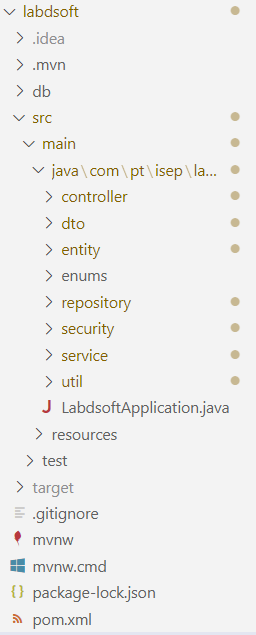 labdsoft
.idea
.mvn
db
src
main
java\com\pt\isep\la...
controller
dto
entity
enums
repository
security
service
util
J LabdsoftApplication.java
resources
test
target
.gitignore
mvnw
mvnw.cmd
{} package-lock.json
pom.xml